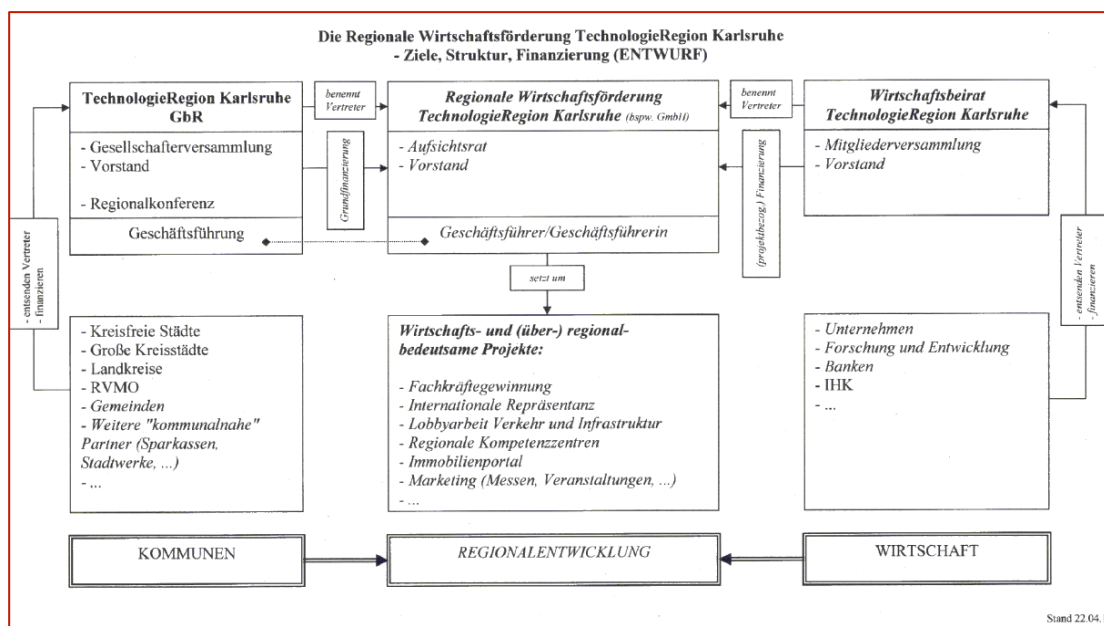 Die Regionale Wirtschaftsförderung TechnologieRegion Karlsruhe
- Ziele, Struktur, Finanzierung (ENTWURF)
TechnologieRegion Karlsruhe
GbR
- Gesellschafterversammlung
- Vorstand
- Regionalkonferenz
Geschäftsführung
benennt
Vertreter
Grundfinanzierung
Regionale Wirtschaftsförderung
TechnologieRegion Karlsruhe (bspw. GmbH)
- Aufsichtsrat
- Vorstand
Geschäftsführer/Geschäftsführerin
benennt
Vertreter
(projektbezog.) Finanzierung
Wirtschaftsbeirat
TechnologieRegion Karlsruhe
- Mitgliederversammlung
- Vorstand
- entsenden Vertreter
- finanzieren
setzt um
- entsenden Vertreter
- finanzieren
- Kreisfreie Städte
- Große Kreisstädte
- Landkreise
- RVMO
- Gemeinden
- Weitere "kommunalnahe"
Partner (Sparkassen,
Stadtwerke, ...)
- ...
Wirtschafts- und (über-) regional-
bedeutsame Projekte:
- Fachkräftegewinnung
- Internationale Repräsentanz
- Lobbyarbeit Verkehr und Infrastruktur
- Regionale Kompetenzzentren
- Immobilienportal
- Marketing (Messen, Veranstaltungen, ...)
- ...
- Unternehmen
- Forschung und Entwicklung
- Banken
- IHK
- ...
KOMMUNEN
REGIONALENTWICKLUNG
WIRTSCHAFT
Stand 22.04.